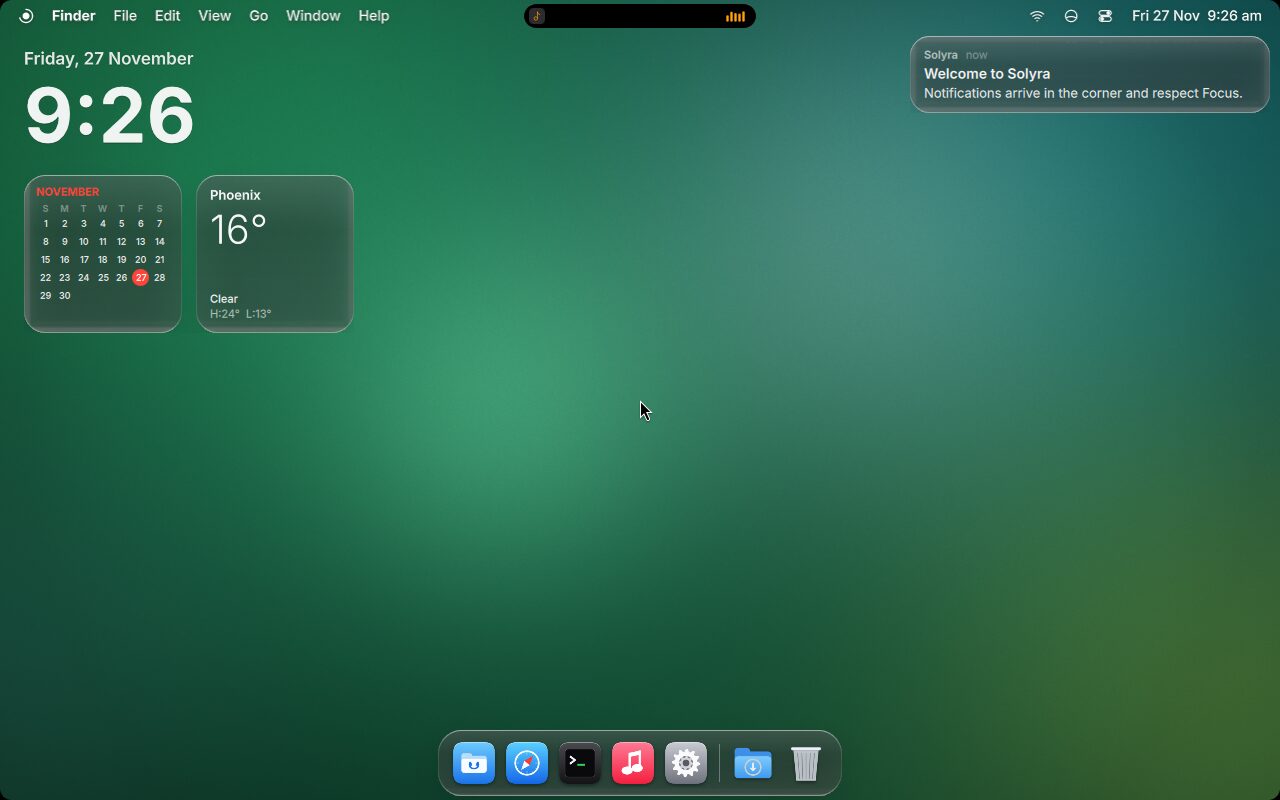 Finder File Edit View Go Window Help
Fri 27 Nov 9:26 am
Friday, 27 November
9:26
Solyra now
Welcome to Solyra
Notifications arrive in the corner and respect Focus.
NOVEMBER
S M T W T F S
1 2 3 4 5 6 7
8 9 10 11 12 13 14
15 16 17 18 19 20 21
22 23 24 25 26 27 28
29 30
Phoenix
16°
Clear
H:24° L:13°